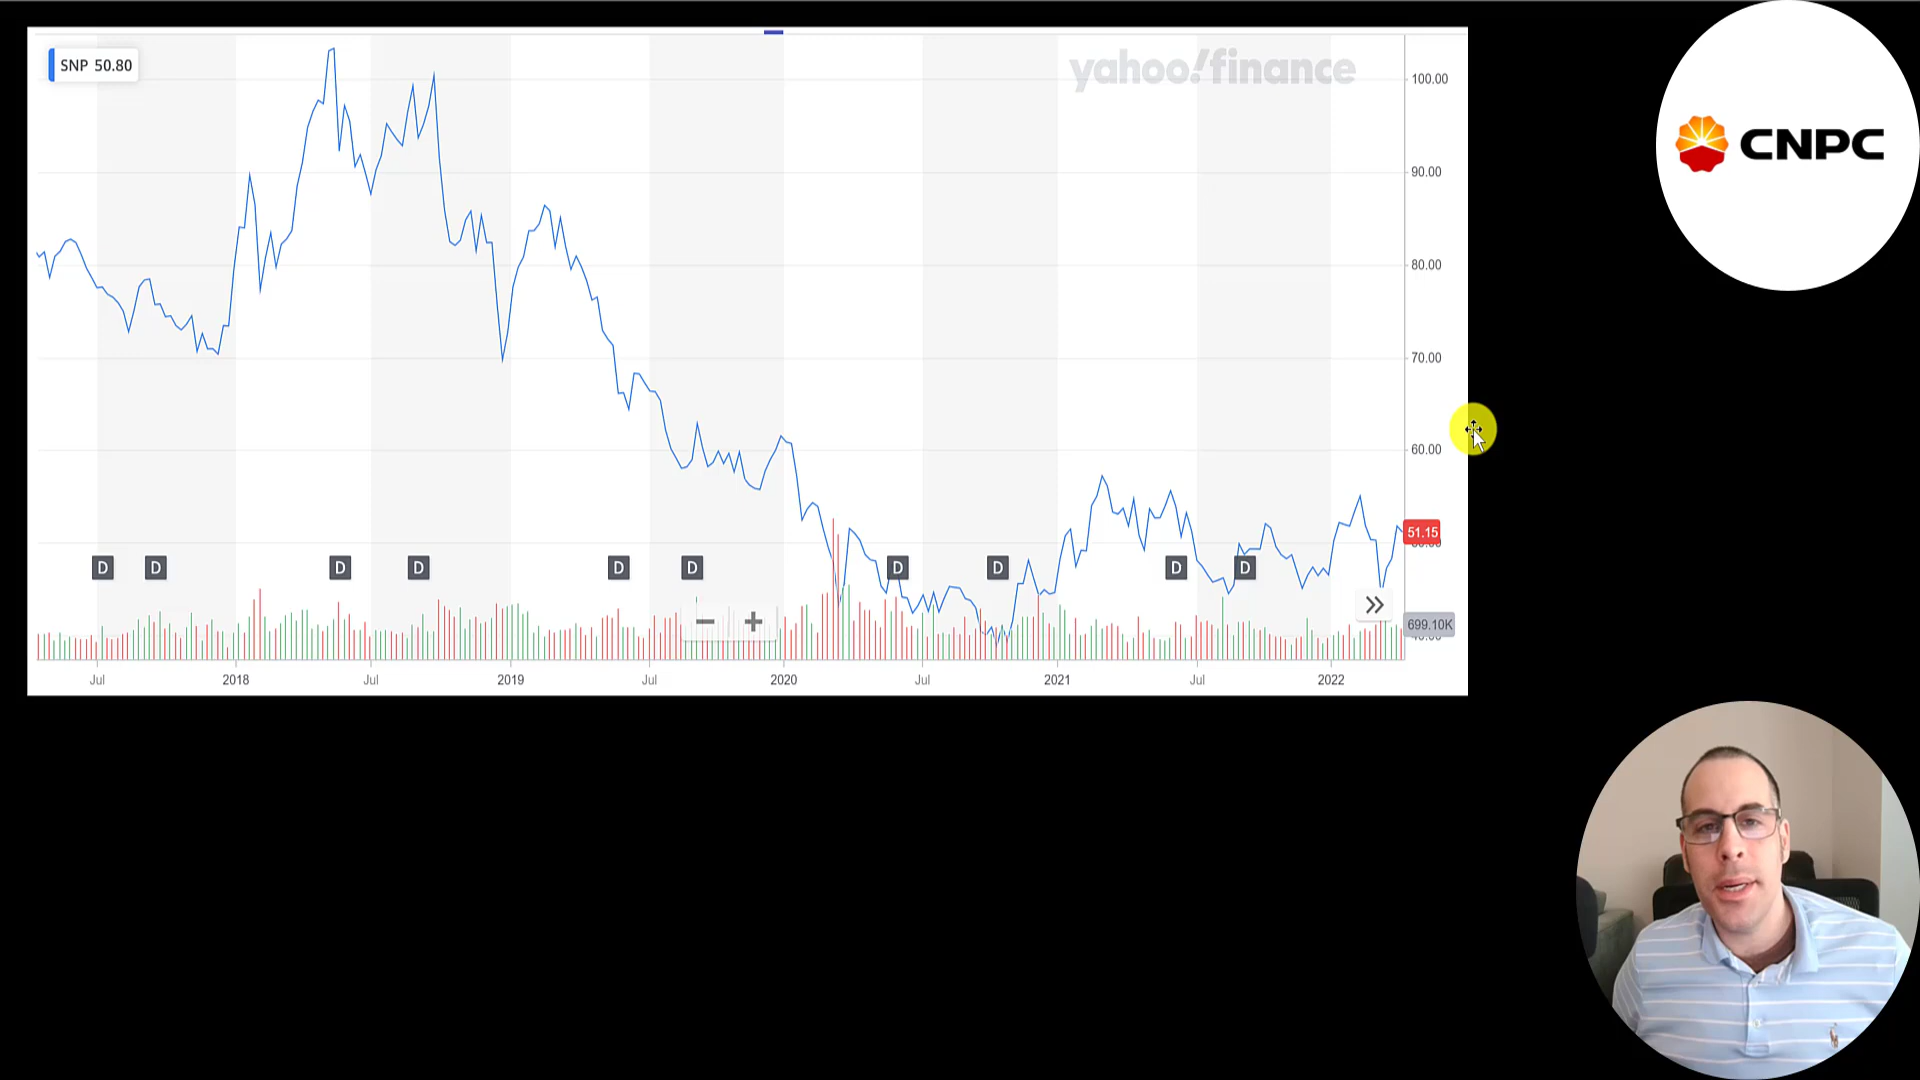 SNP 50.80
yahoo!finance
CNPC
100.00
90.00
80.00
70.00
60.00
51.15
D D D D D D D D D D
699.10K
Jul 2018 Jul 2019 Jul 2020 Jul 2021 Jul 2022